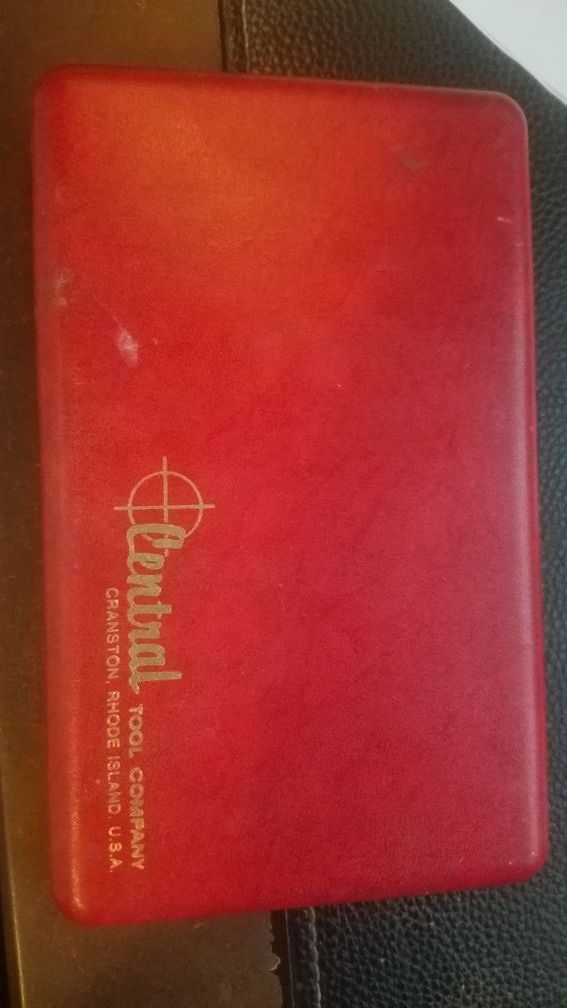 Central TOOL COMPANY
CRANSTON, RHODE ISLAND, U.S.A.